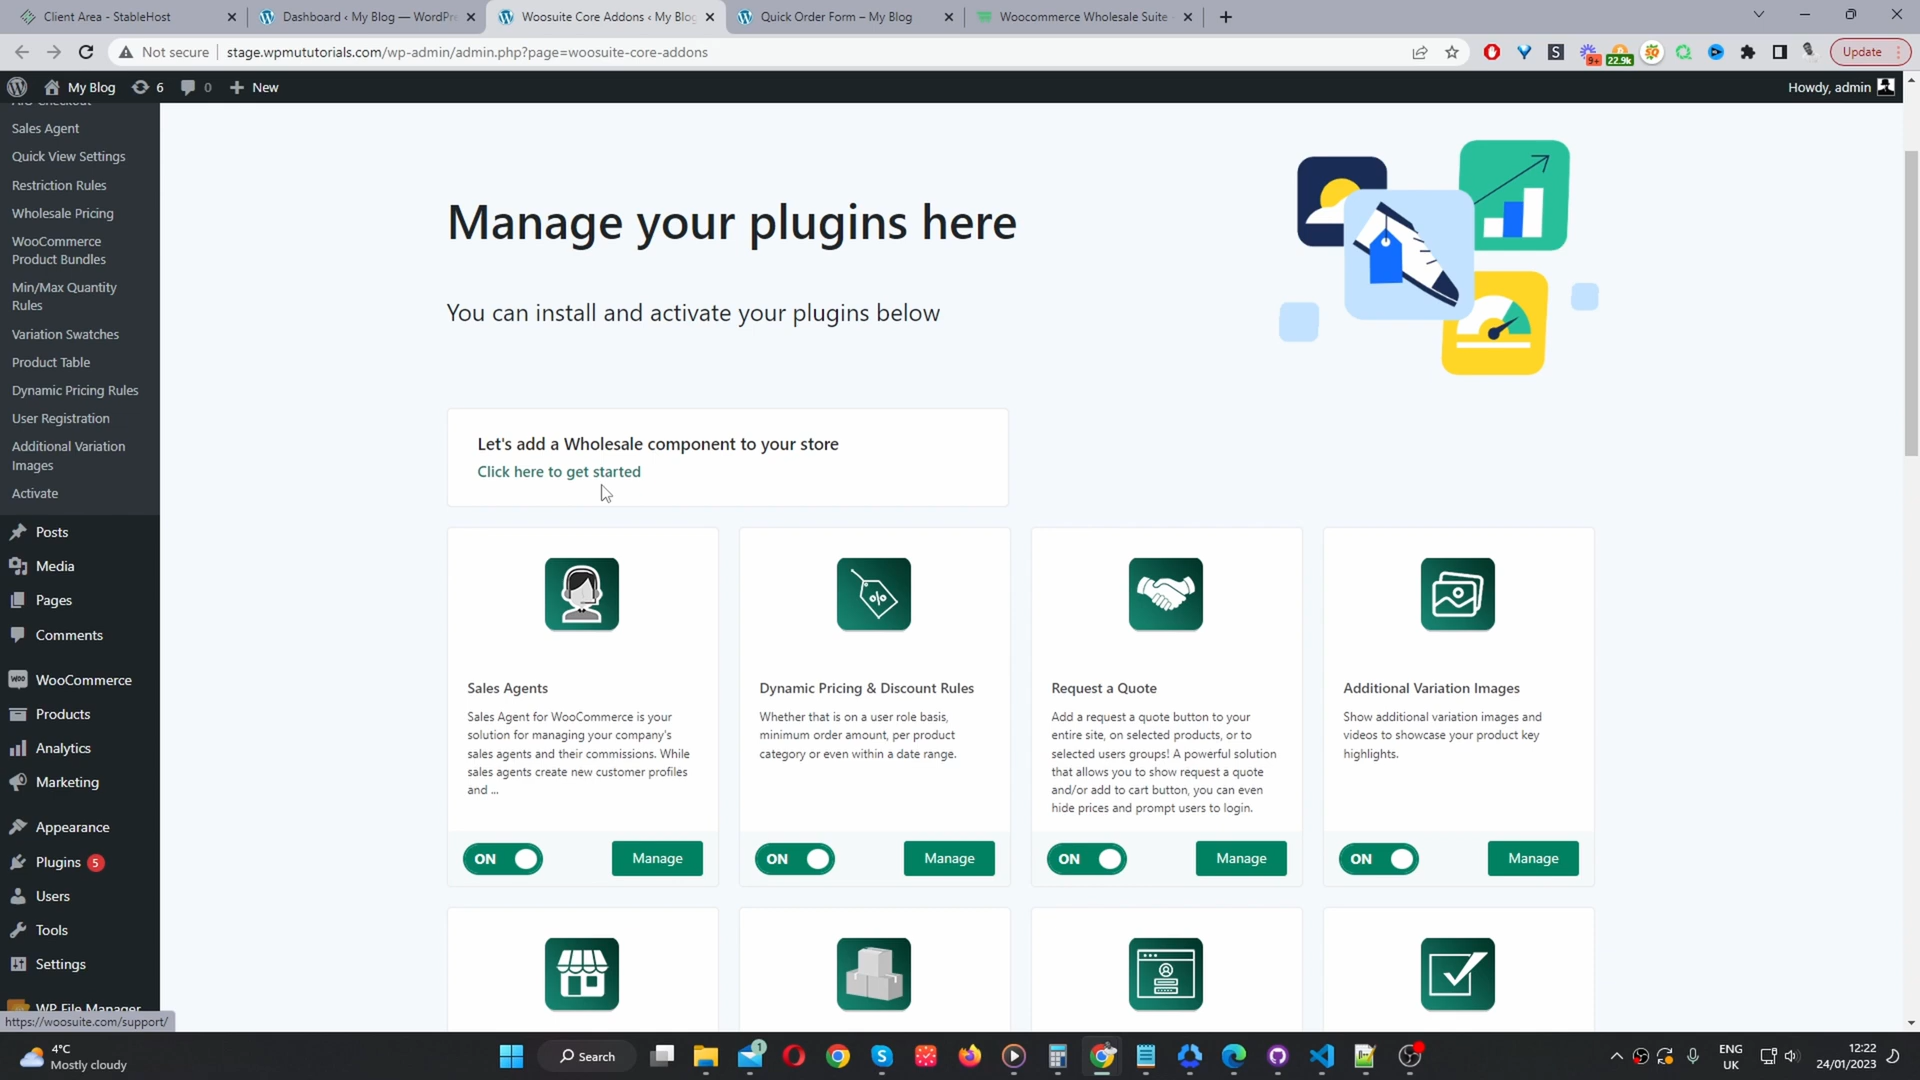 Client Area - StableHost
Dashboard ‹ My Blog — WordPr
Woosuite Core Addons ‹ My Blog
Quick Order Form – My Blog
Woocommerce Wholesale Suite
Not secure
stage.wpmututorials.com/wp-admin/admin.php?page=woosuite-core-addons
9+
22.9k
Update
My Blog
6
0
New
Howdy, admin
Sales Agent
Quick View Settings
Restriction Rules
Wholesale Pricing
WooCommerce
Product Bundles
Min/Max Quantity
Rules
Variation Swatches
Product Table
Dynamic Pricing Rules
User Registration
Additional Variation
Images
Activate
Posts
Media
Pages
Comments
WooCommerce
Products
Analytics
Marketing
Appearance
Plugins 5
Users
Tools
Settings
WP File Manager
https://woosuite.com/support/
Manage your plugins here
You can install and activate your plugins below
Let's add a Wholesale component to your store
Click here to get started
Sales Agents
Sales Agent for WooCommerce is your
solution for managing your company's
sales agents and their commissions. While
sales agents create new customer profiles
and ...
ON
Manage
Dynamic Pricing & Discount Rules
Whether that is on a user role basis,
minimum order amount, per product
category or even within a date range.
ON
Manage
Request a Quote
Add a request a quote button to your
entire site, on selected products, or to
selected users groups! A powerful solution
that allows you to show request a quote
and/or add to cart button, you can even
hide prices and prompt users to login.
ON
Manage
Additional Variation Images
Show additional variation images and
videos to showcase your product key
highlights.
ON
Manage
4°C
Mostly cloudy
Search
1
ENG
UK
12:22
24/01/2023